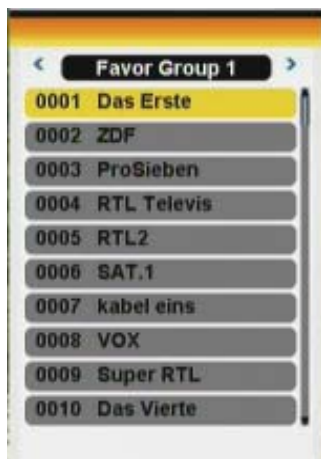 < Favor Group 1 >
0001 Das Erste
0002 ZDF
0003 ProSieben
0004 RTL Televis
0005 RTL2
0006 SAT.1
0007 kabel eins
0008 VOX
0009 Super RTL
0010 Das Vierte